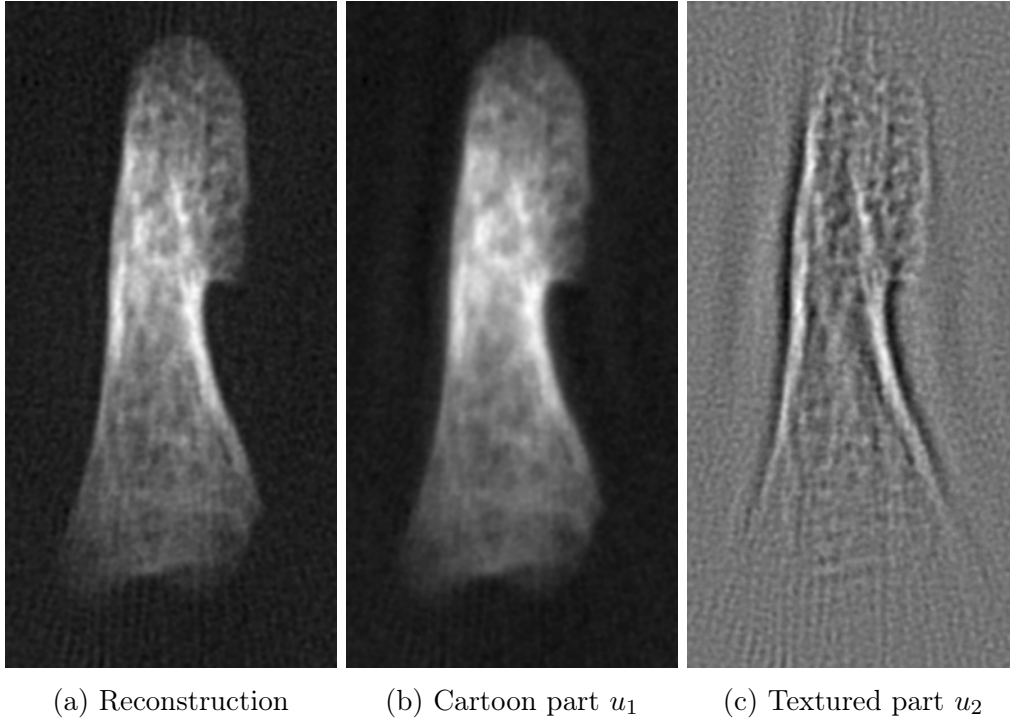 (a) Reconstruction
(b) Cartoon part u₁
(c) Textured part u₂